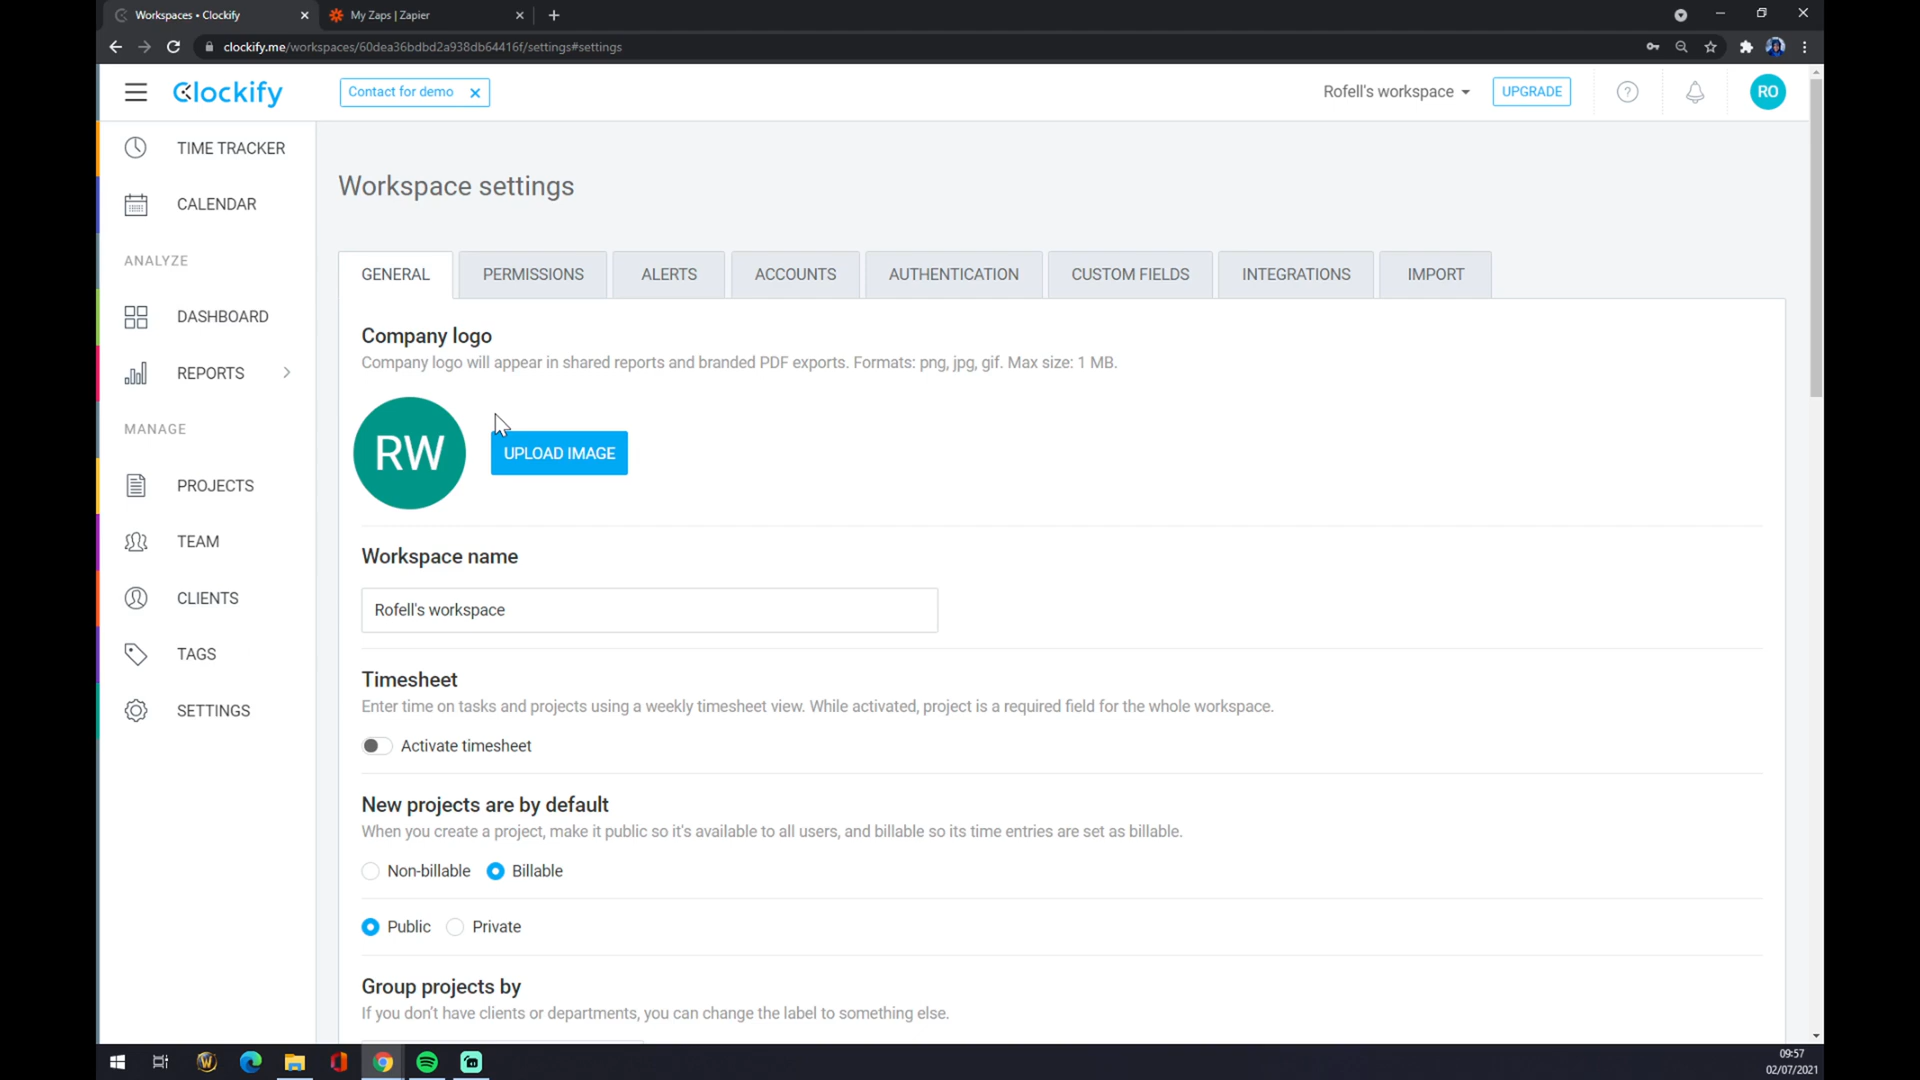 Workspaces • Clockify
My Zaps | Zapier
clockify.me/workspaces/60dea36bdbd2a938db64416f/settings#settings
Clockify
Contact for demo
Rofell's workspace
UPGRADE
RO
TIME TRACKER
CALENDAR
ANALYZE
DASHBOARD
REPORTS
MANAGE
PROJECTS
TEAM
CLIENTS
TAGS
SETTINGS
Workspace settings
GENERAL
PERMISSIONS
ALERTS
ACCOUNTS
AUTHENTICATION
CUSTOM FIELDS
INTEGRATIONS
IMPORT
Company logo
Company logo will appear in shared reports and branded PDF exports. Formats: png, jpg, gif. Max size: 1 MB.
RW
UPLOAD IMAGE
Workspace name
Rofell's workspace
Timesheet
Enter time on tasks and projects using a weekly timesheet view. While activated, project is a required field for the whole workspace.
Activate timesheet
New projects are by default
When you create a project, make it public so it's available to all users, and billable so its time entries are set as billable.
Non-billable
Billable
Public
Private
Group projects by
If you don't have clients or departments, you can change the label to something else.
09:57
02/07/2021